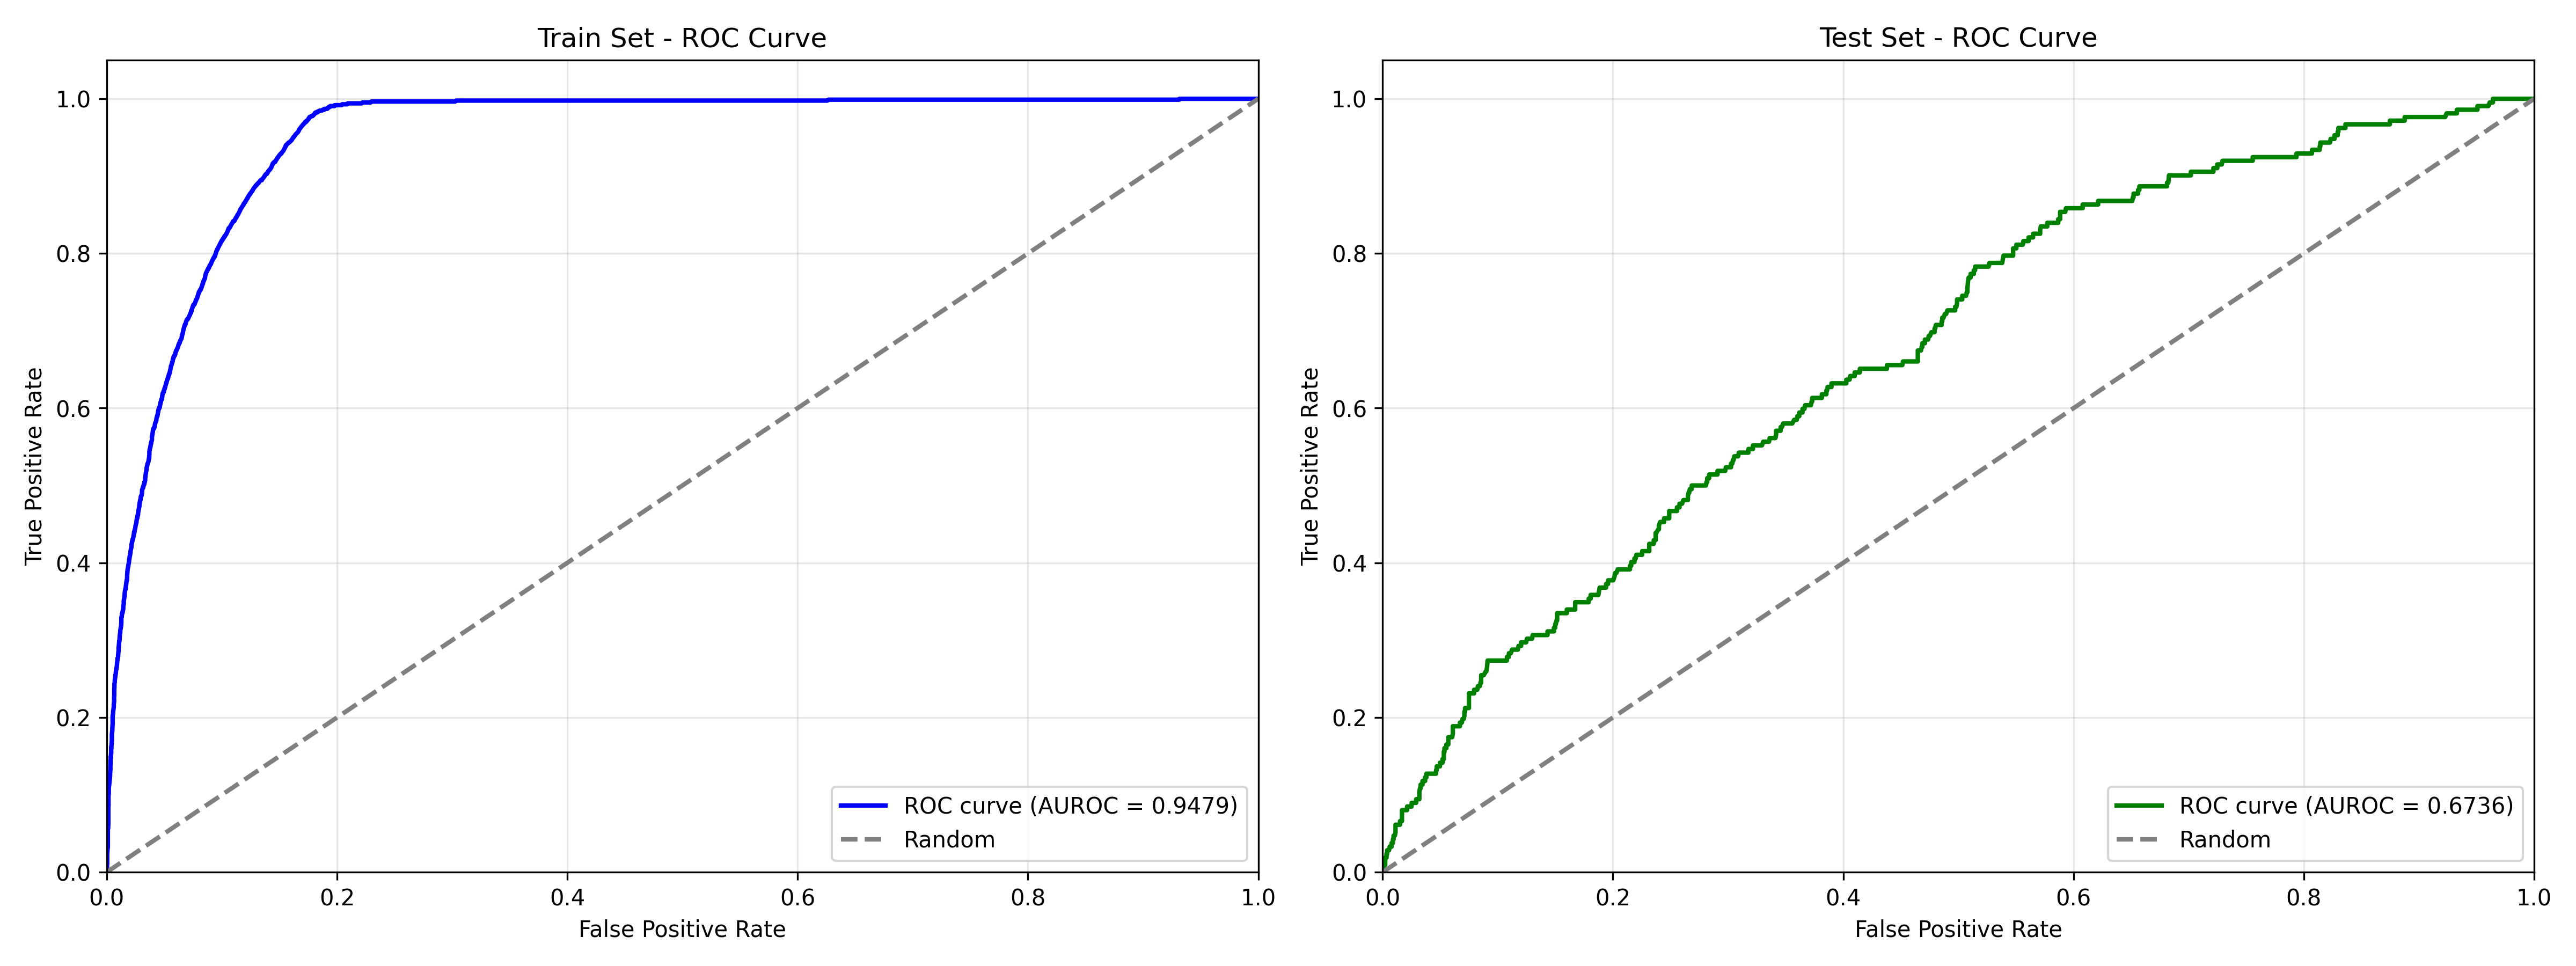 Train Set - ROC Curve
True Positive Rate
1.0
0.8
0.6
0.4
0.2
0.0
0.0 0.2 0.4 0.6 0.8 1.0
False Positive Rate
ROC curve (AUROC = 0.9479)
Random
Test Set - ROC Curve
True Positive Rate
1.0
0.8
0.6
0.4
0.2
0.0
0.0 0.2 0.4 0.6 0.8 1.0
False Positive Rate
ROC curve (AUROC = 0.6736)
Random